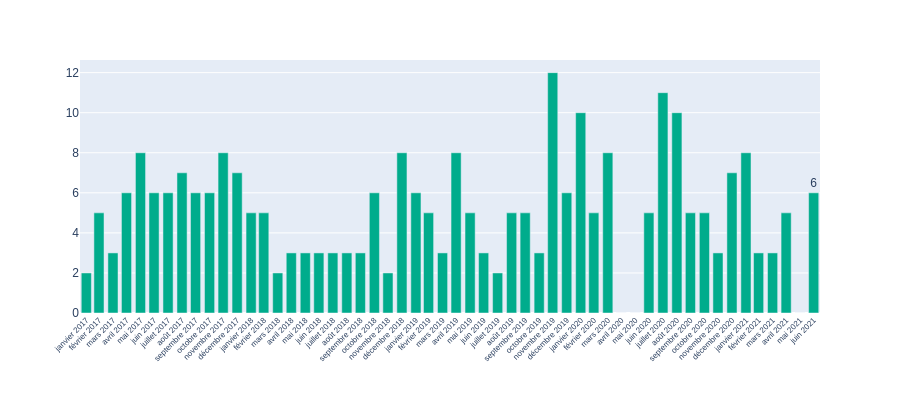 12
10
8
6
4
2
0
6
janvier 2017
février 2017
mars 2017
avril 2017
mai 2017
juin 2017
juillet 2017
août 2017
septembre 2017
octobre 2017
novembre 2017
décembre 2017
janvier 2018
février 2018
mars 2018
avril 2018
mai 2018
juin 2018
juillet 2018
août 2018
septembre 2018
octobre 2018
novembre 2018
décembre 2018
janvier 2019
février 2019
mars 2019
avril 2019
mai 2019
juin 2019
juillet 2019
août 2019
septembre 2019
octobre 2019
novembre 2019
décembre 2019
janvier 2020
février 2020
mars 2020
avril 2020
mai 2020
juin 2020
juillet 2020
août 2020
septembre 2020
octobre 2020
novembre 2020
décembre 2020
janvier 2021
février 2021
mars 2021
avril 2021
mai 2021
juin 2021